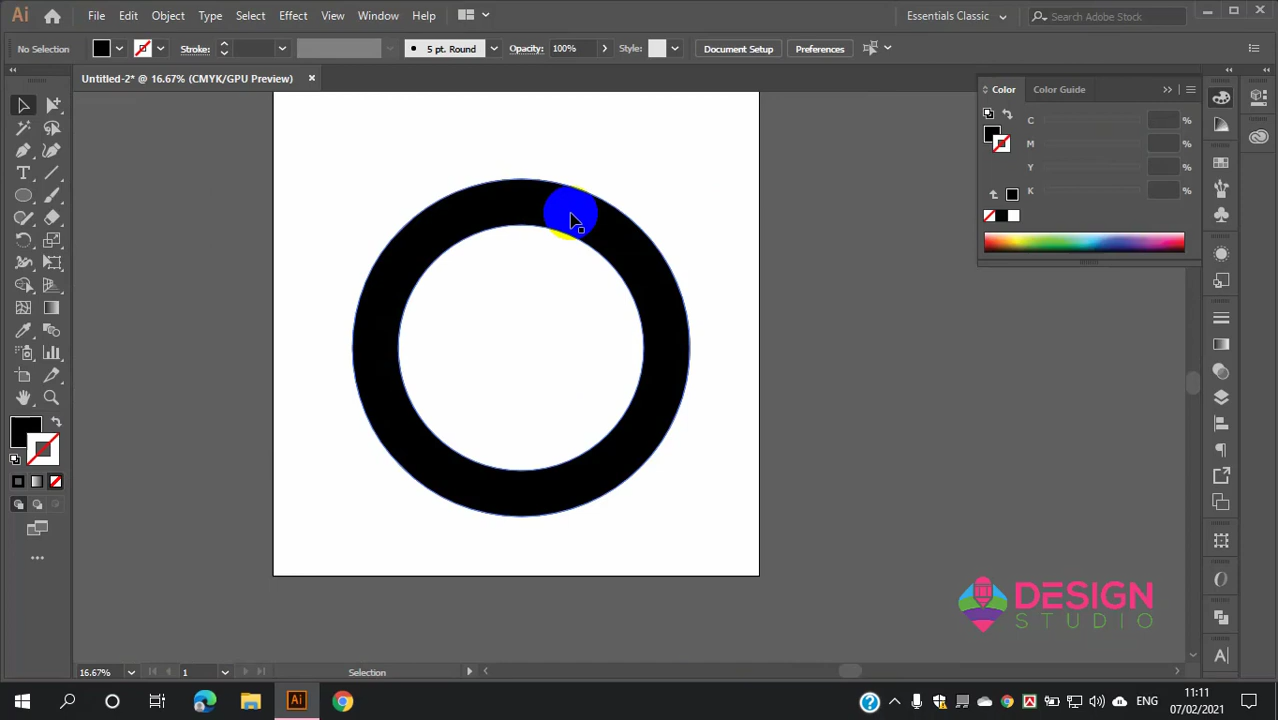 Ai File Edit Object Type Select Effect View Window Help Essentials Classic Search Adobe Stock
No Selection Stroke: 5 pt. Round Opacity: 100% Style: Document Setup Preferences
Untitled-2* @ 16.67% (CMYK/GPU Preview)
Color Color Guide
C %
M %
Y %
K %
DESIGN
STUDIO
16.67% 1 Selection
Ai ENG 11:11
07/02/2021